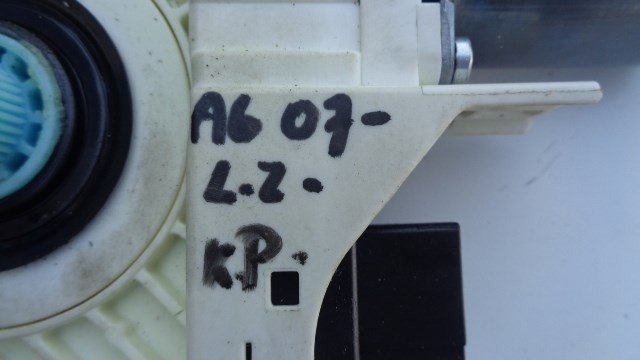 A6 07-
L.Z-
K.P.